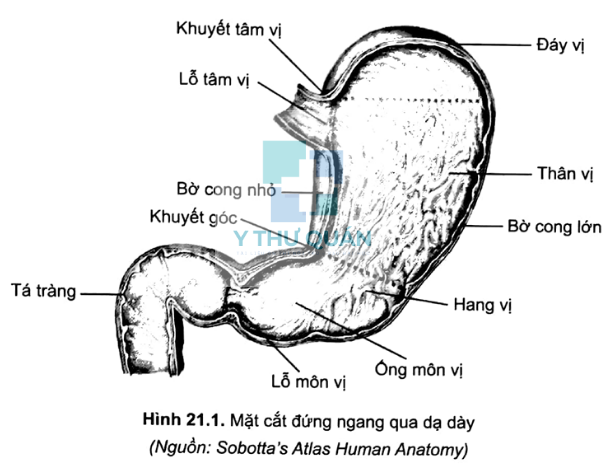 Khuyết tâm vị
Đáy vị
Lỗ tâm vị
Thân vị
Bờ cong nhỏ
Khuyết góc
Bờ cong lớn
Y THƯ QUÁN
Tá tràng
Hang vị
Ống môn vị
Lỗ môn vị
Hình 21.1. Mặt cắt đứng ngang qua dạ dày
(Nguồn: Sobotta's Atlas Human Anatomy)